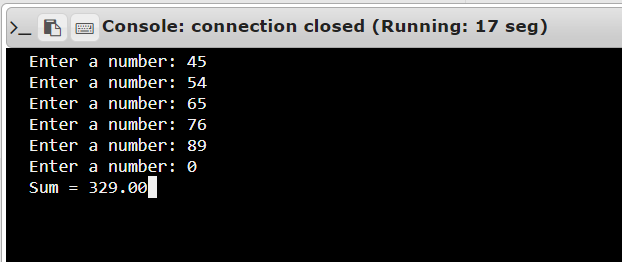 >_ Console: connection closed (Running: 17 seg)
Enter a number: 45
Enter a number: 54
Enter a number: 65
Enter a number: 76
Enter a number: 89
Enter a number: 0
Sum = 329.00